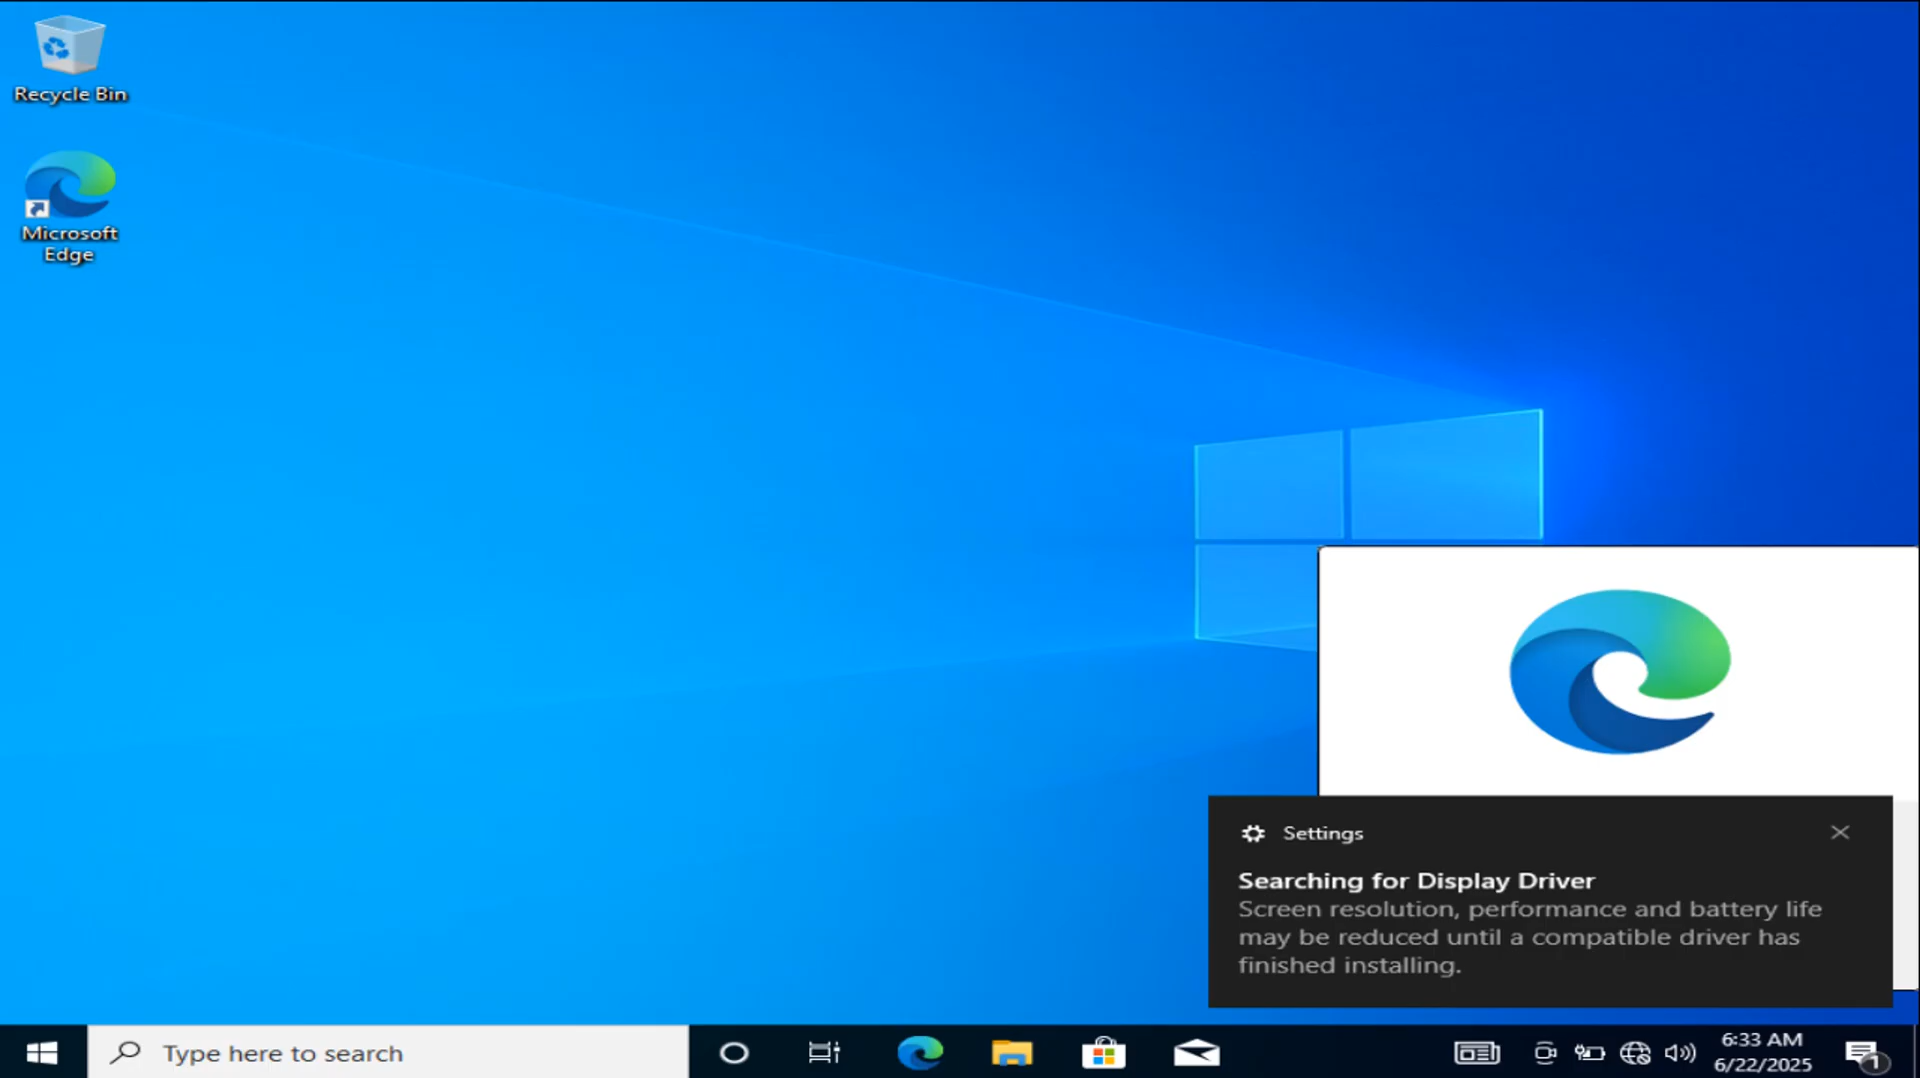 Recycle Bin
Microsoft
Edge
Settings
Searching for Display Driver
Screen resolution, performance and battery life
may be reduced until a compatible driver has
finished installing.
Type here to search
6:33 AM
6/22/2025
1